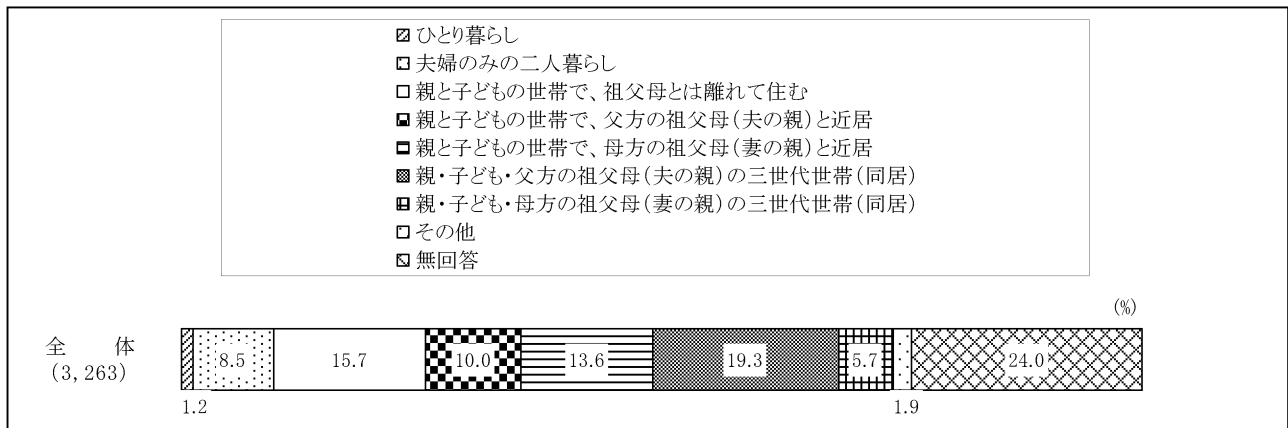 ひとり暮らし
夫婦のみの二人暮らし
親と子どもの世帯で、祖父母とは離れて住む
親と子どもの世帯で、父方の祖父母(夫の親)と近居
親と子どもの世帯で、母方の祖父母(妻の親)と近居
親・子ども・父方の祖父母(夫の親)の三世代世帯(同居)
親・子ども・母方の祖父母(妻の親)の三世代世帯(同居)
その他
無回答
(%)
全 体
(3,263)
8.5 15.7 10.0 13.6 19.3 5.7 24.0
1.2 1.9